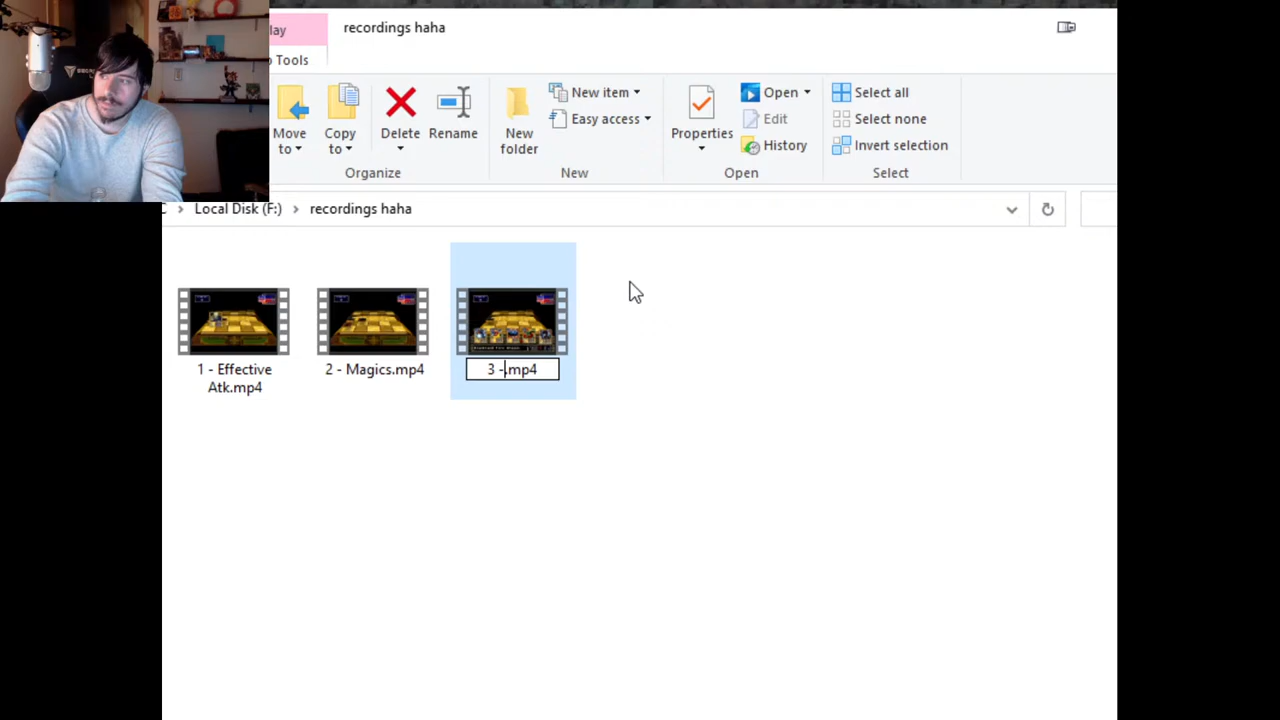 lay
recordings haha
Tools
Move
to
Copy
to
Delete
Rename
New
folder
New item
Easy access
Properties
Open
Edit
History
Select all
Select none
Invert selection
Organize
New
Open
Select
Local Disk (F:)
recordings haha
1 - Effective
Atk.mp4
2 - Magics.mp4
3 -.mp4